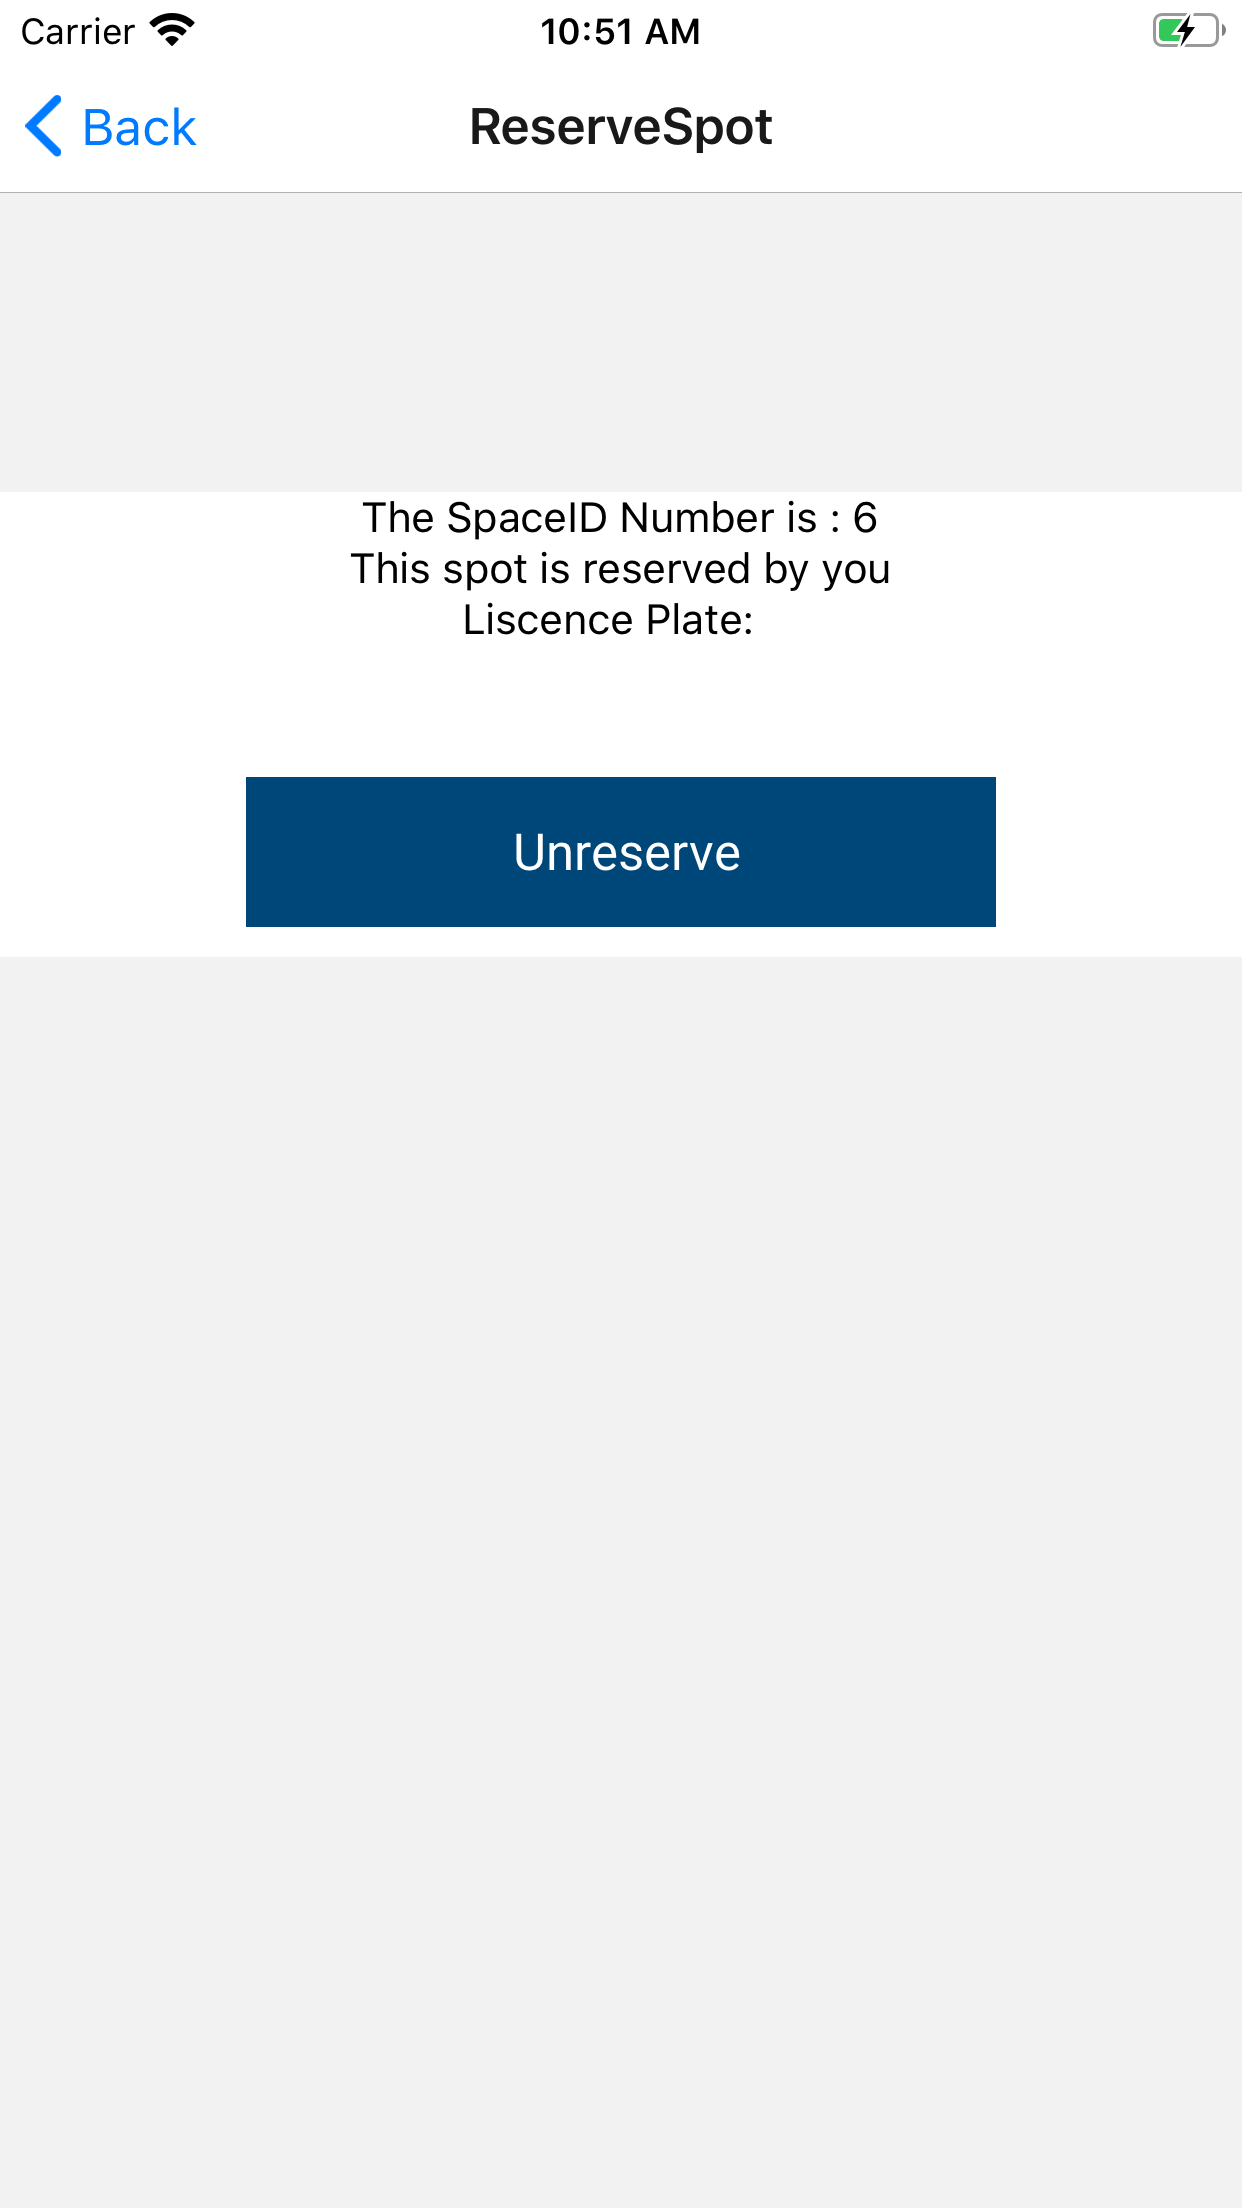 Carrier
10:51 AM
Back
ReserveSpot
The SpaceID Number is : 6
This spot is reserved by you
Liscence Plate:
Unreserve